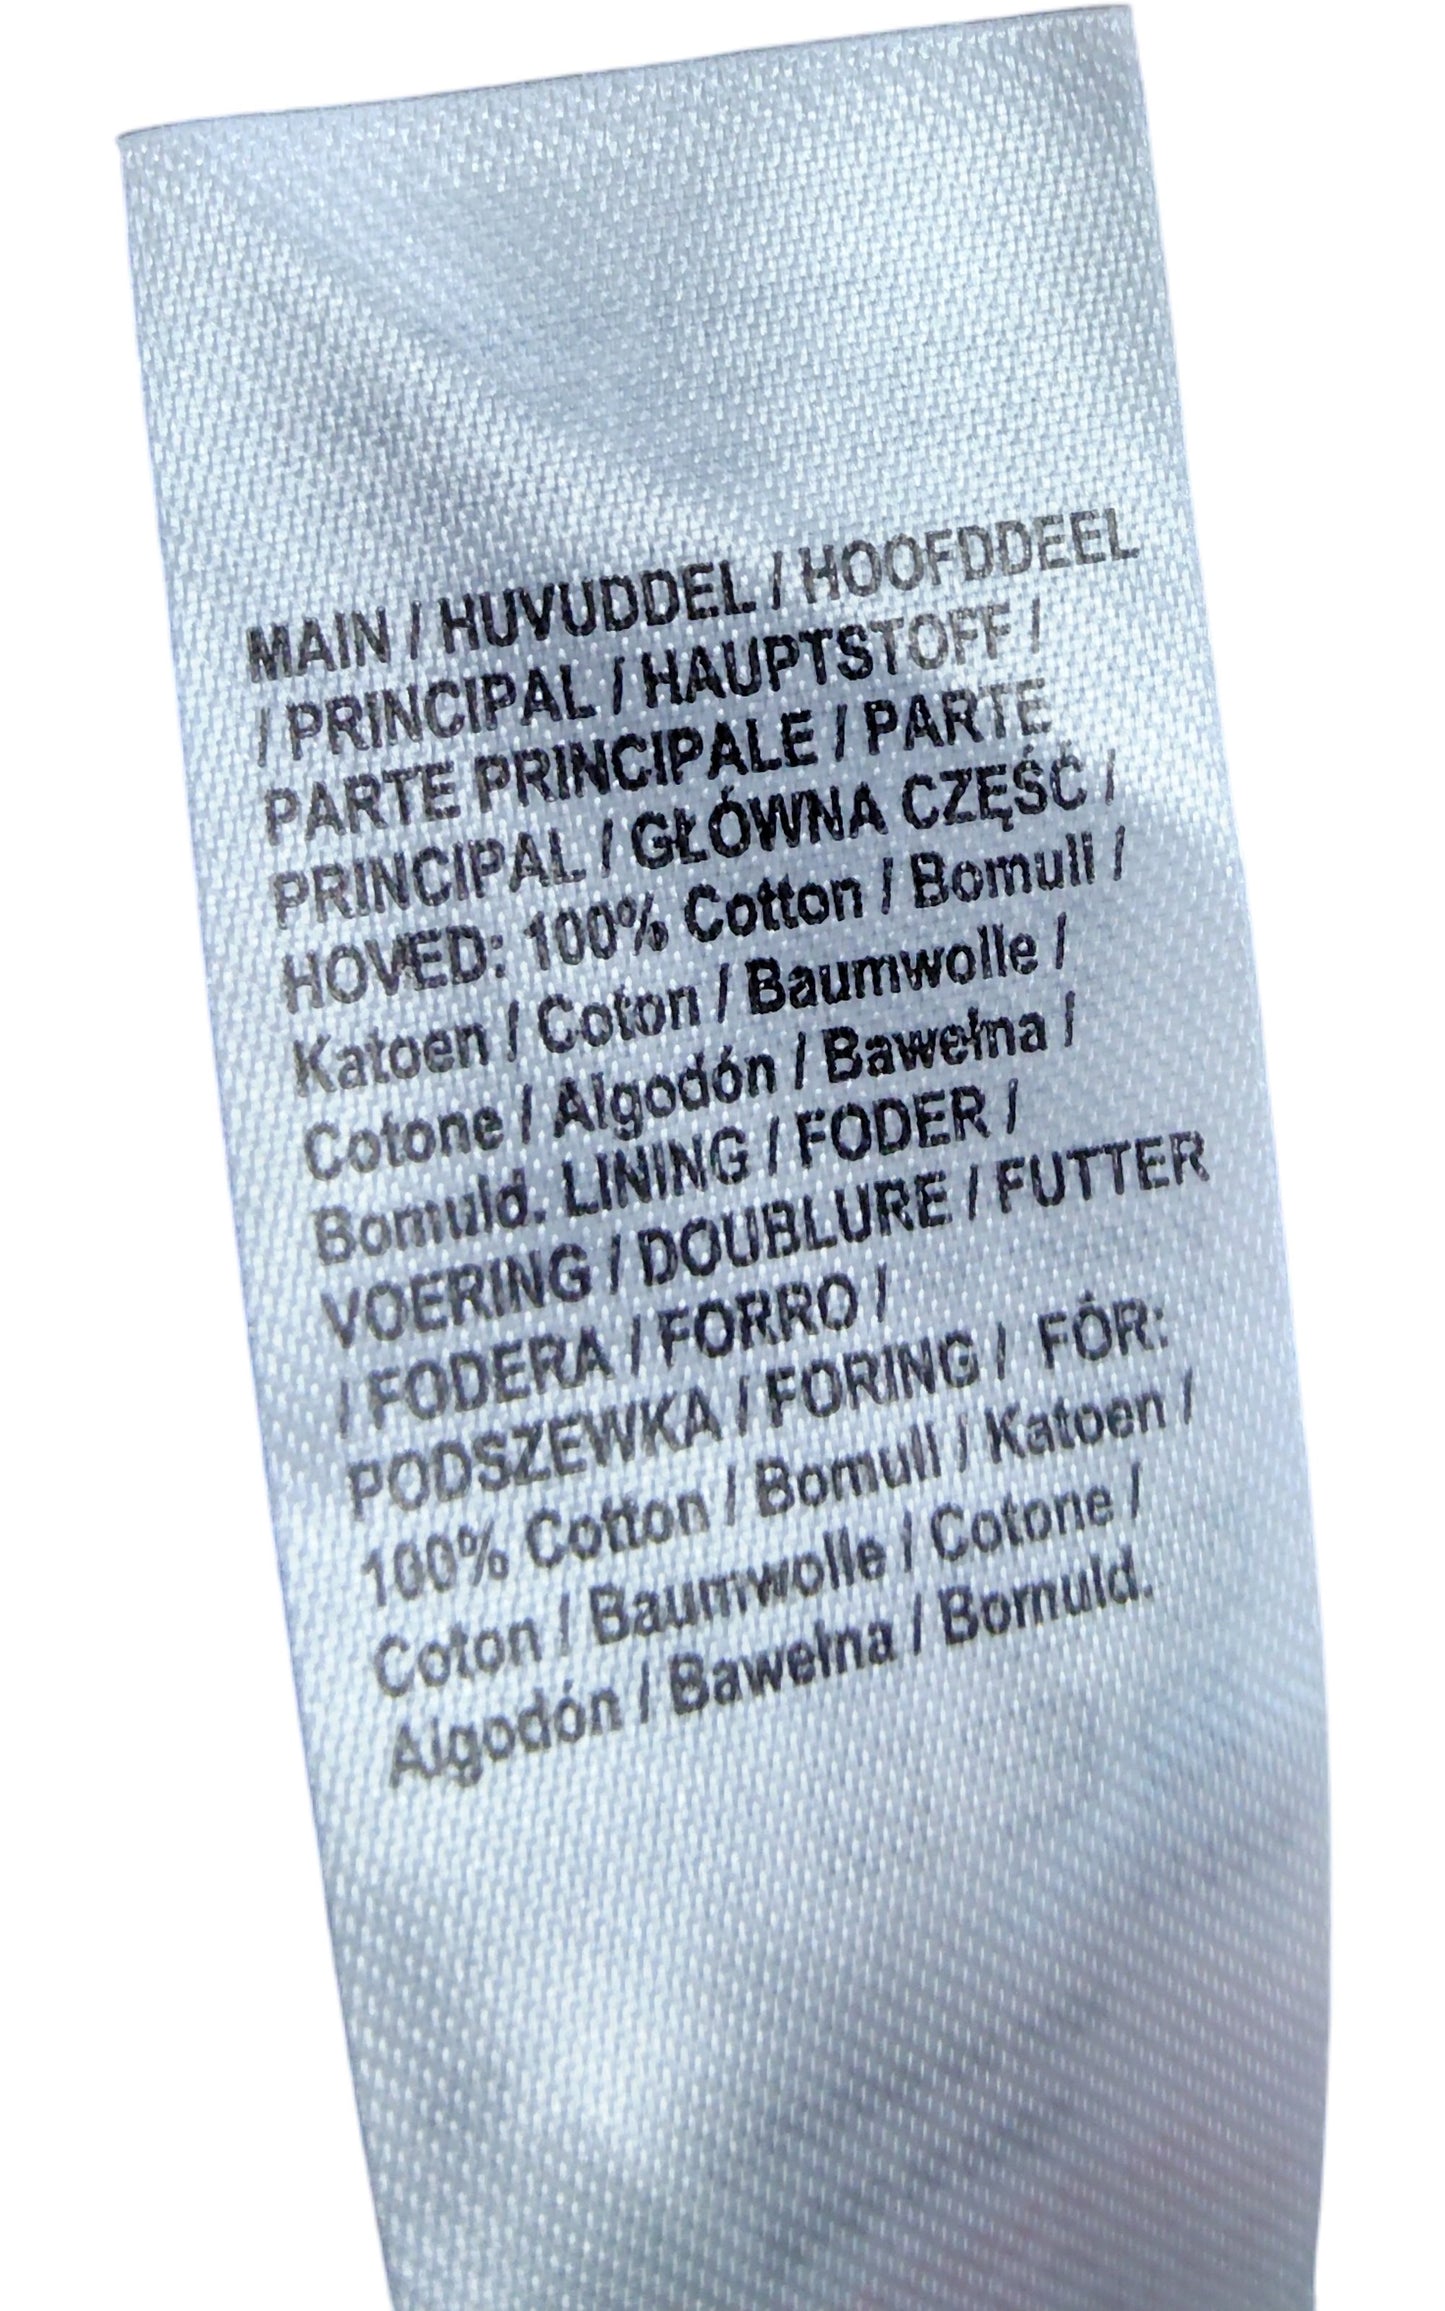 MAIN / HUVUDDEL / HOOFDDEEL
/ PRINCIPAL / HAUPTSTOFF /
PARTE PRINCIPALE / PARTE
PRINCIPAL / GŁÓWNA CZĘŚĆ /
HOVED: 100% Cotton / Bomull /
Katoen / Coton / Baumwolle /
Cotone / Algodón / Bawełna /
Bomuld. LINING / FODER /
VOERING / DOUBLURE / FUTTER
/ FODERA / FORRO /
PODSZEWKA / FORING / FÓR:
100% Cotton / Bomull / Katoen /
Coton / Baumwolle / Cotone /
Algodón / Bawełna / Bomuld.